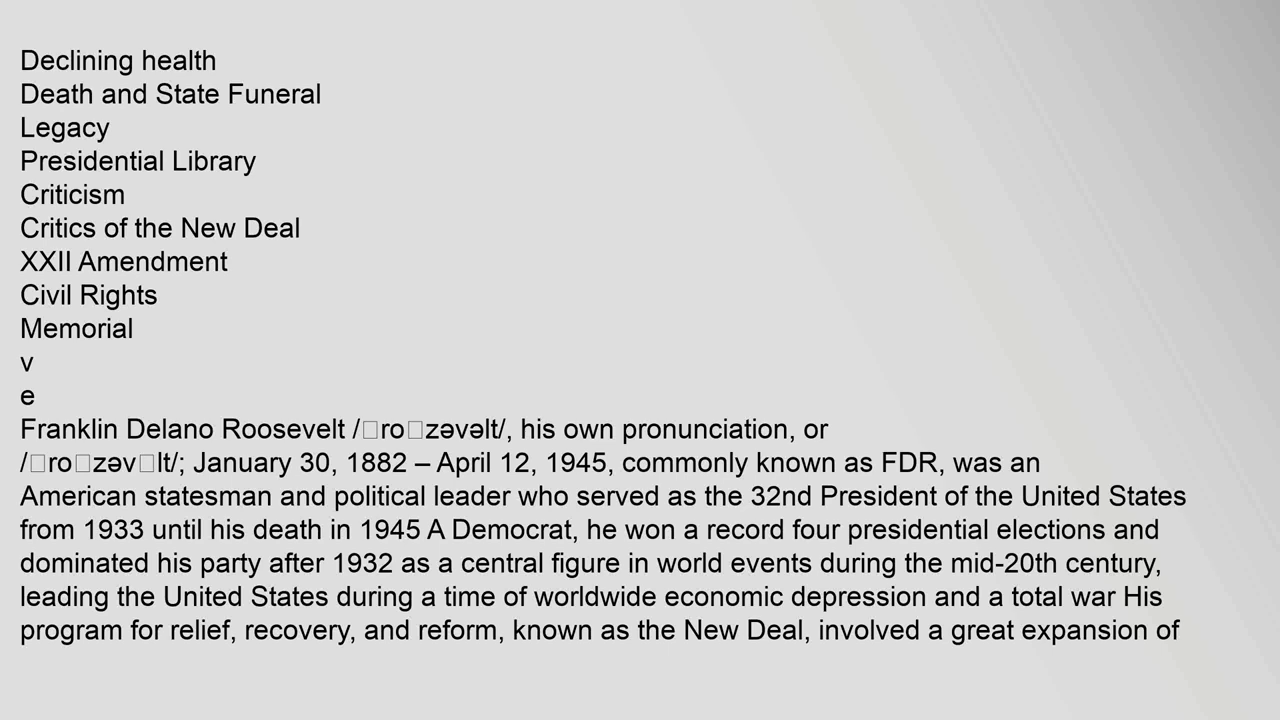 Declining health
Death and State Funeral
Legacy
Presidential Library
Criticism
Critics of the New Deal
XXII Amendment
Civil Rights
Memorial
v
e
Franklin Delano Roosevelt /□ro□zəvəlt/, his own pronunciation, or
/□ro□zəv□lt/; January 30, 1882 – April 12, 1945, commonly known as FDR, was an
American statesman and political leader who served as the 32nd President of the United States
from 1933 until his death in 1945 A Democrat, he won a record four presidential elections and
dominated his party after 1932 as a central figure in world events during the mid-20th century,
leading the United States during a time of worldwide economic depression and a total war His
program for relief, recovery, and reform, known as the New Deal, involved a great expansion of